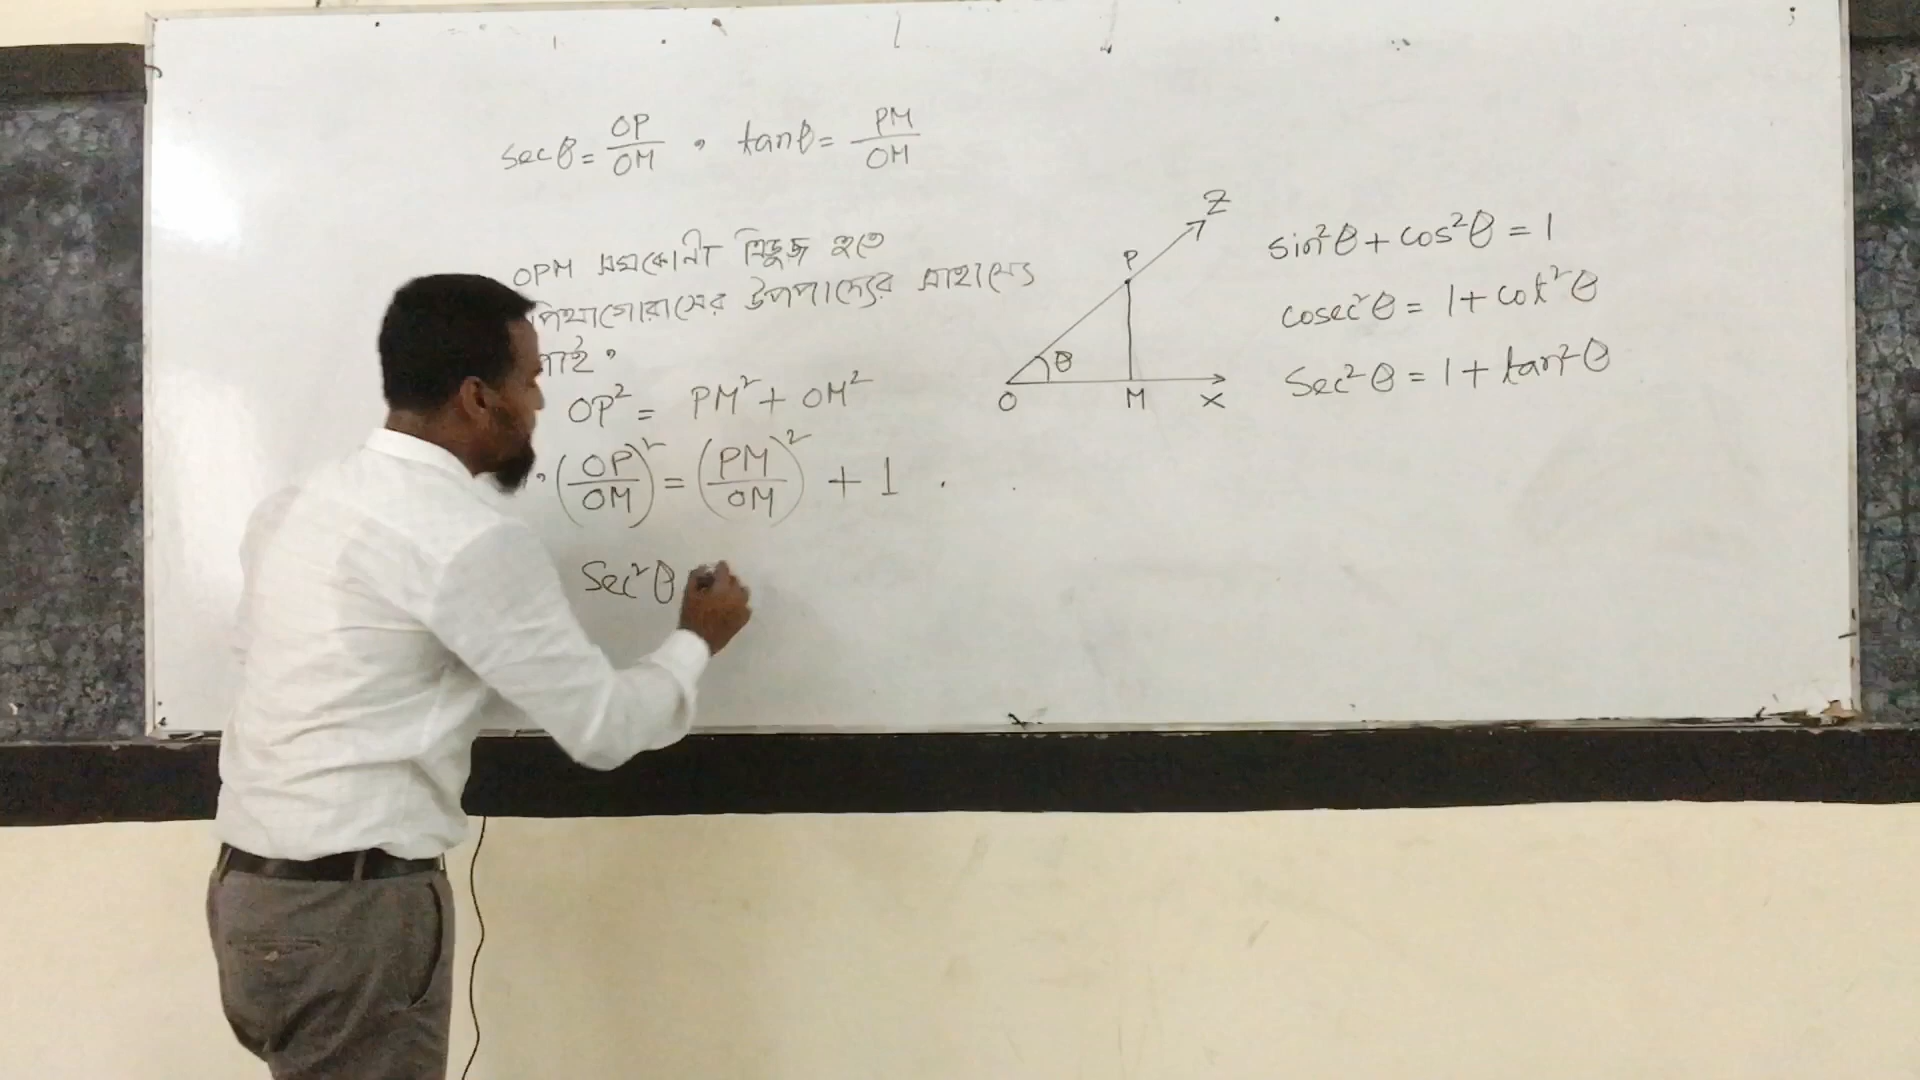 secθ = OP/OM , tanθ = PM/OM
OPM সমকোনী ত্রিভুজ হতে
পিথাগোরাসের উপপাদ্যের সাহায্যে
পাই,
OP² = PM² + OM²
, (OP/OM)² = (PM/OM)² + 1 .
Sec²θ
Z
P
θ
O M X
sin²θ + cos²θ = 1
cosec²θ = 1 + cot²θ
Sec²θ = 1 + tan²θ